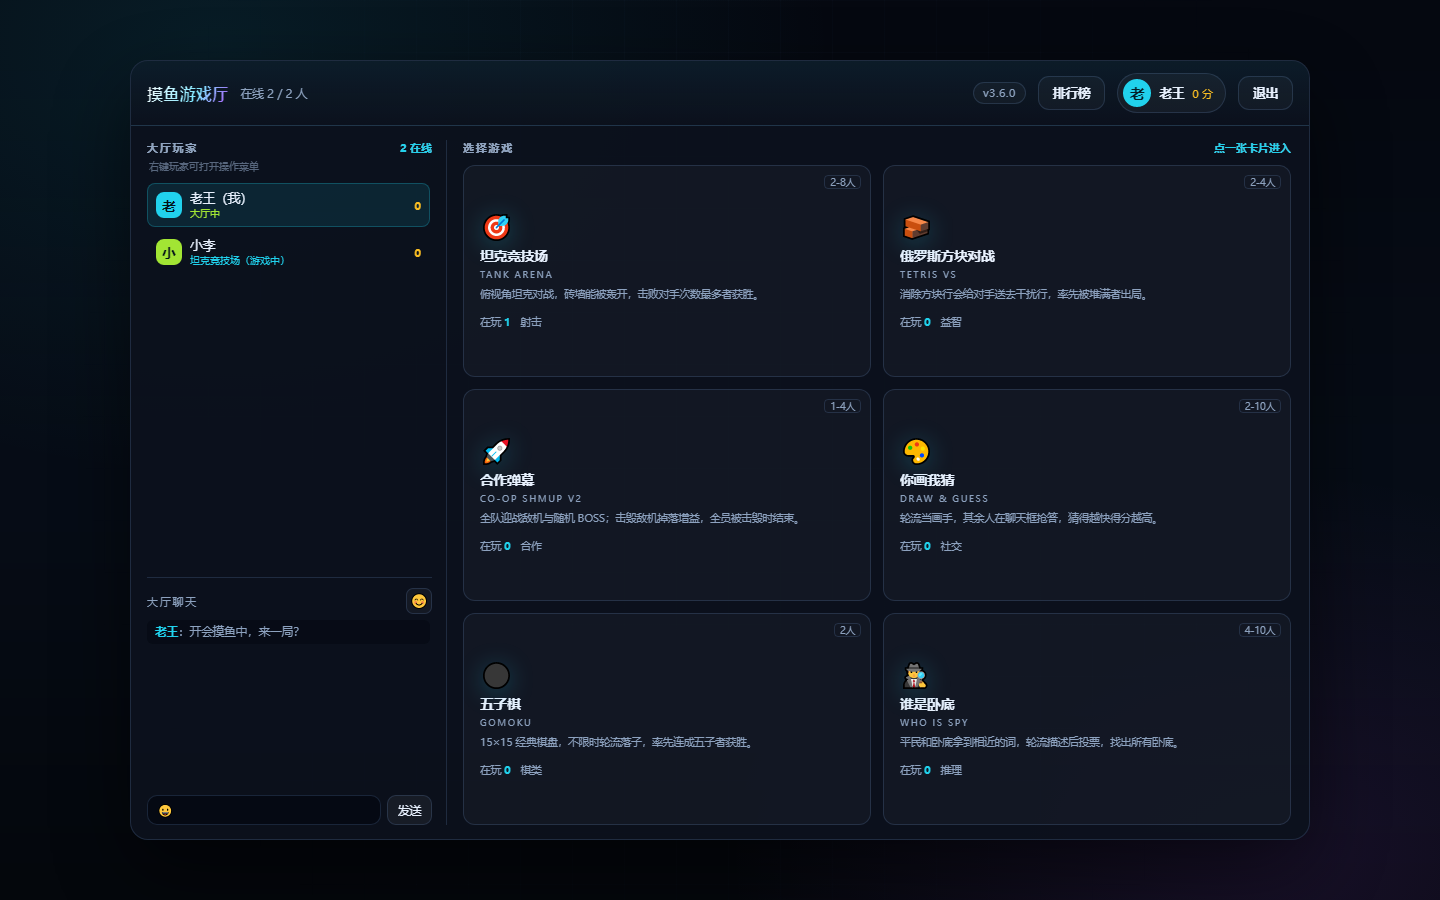 摸鱼游戏厅 在线 2 / 2 人
v3.6.0
排行榜
老 老王 0 分
退出
大厅玩家 2 在线
右键玩家可打开操作菜单
老 老王（我） 0
大厅中
小 小李 0
坦克竞技场（游戏中）
大厅聊天
老王：开会摸鱼中，来一局？
发送
选择游戏 点一张卡片进入
2-8人
坦克竞技场
TANK ARENA
俯视角坦克对战，砖墙能被轰开，击败对手次数最多者获胜。
在玩 1 射击
2-4人
俄罗斯方块对战
TETRIS VS
消除方块行会给对手送去干扰行，率先被堆满者出局。
在玩 0 益智
1-4人
合作弹幕
CO-OP SHMUP V2
全队迎战敌机与随机 BOSS；击毁敌机掉落增益，全员被击毁时结束。
在玩 0 合作
2-10人
你画我猜
DRAW & GUESS
轮流当画手，其余人在聊天框抢答，猜得越快得分越高。
在玩 0 社交
2人
五子棋
GOMOKU
15×15 经典棋盘，不限时轮流落子，率先连成五子者获胜。
在玩 0 棋类
4-10人
谁是卧底
WHO IS SPY
平民和卧底拿到相近的词，轮流描述后投票，找出所有卧底。
在玩 0 推理